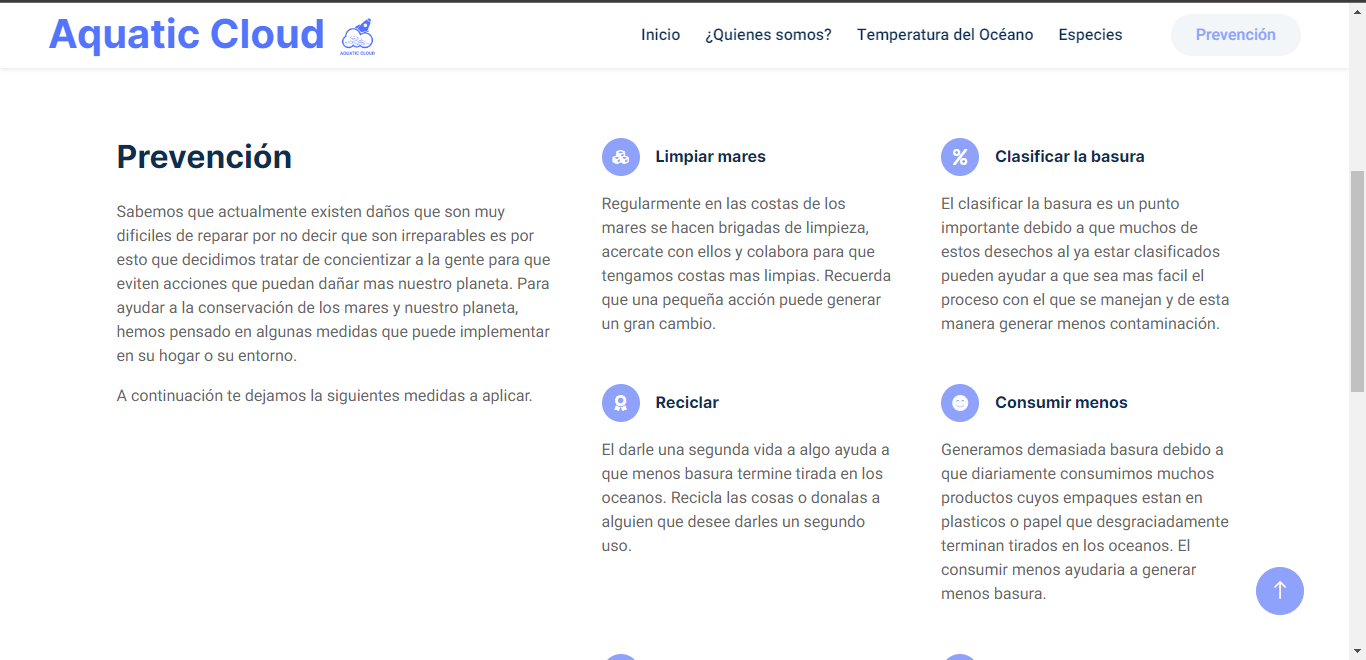 Aquatic Cloud
AQUATIC CLOUD
Inicio
¿Quienes somos?
Temperatura del Océano
Especies
Prevención
Prevención
Sabemos que actualmente existen daños que son muy
dificiles de reparar por no decir que son irreparables es por
esto que decidimos tratar de concientizar a la gente para que
eviten acciones que puedan dañar mas nuestro planeta. Para
ayudar a la conservación de los mares y nuestro planeta,
hemos pensado en algunas medidas que puede implementar
en su hogar o su entorno.
A continuación te dejamos la siguientes medidas a aplicar.
Limpiar mares
Regularmente en las costas de los
mares se hacen brigadas de limpieza,
acercate con ellos y colabora para que
tengamos costas mas limpias. Recuerda
que una pequeña acción puede generar
un gran cambio.
Clasificar la basura
El clasificar la basura es un punto
importante debido a que muchos de
estos desechos al ya estar clasificados
pueden ayudar a que sea mas facil el
proceso con el que se manejan y de esta
manera generar menos contaminación.
Reciclar
El darle una segunda vida a algo ayuda a
que menos basura termine tirada en los
oceanos. Recicla las cosas o donalas a
alguien que desee darles un segundo
uso.
Consumir menos
Generamos demasiada basura debido a
que diariamente consumimos muchos
productos cuyos empaques estan en
plasticos o papel que desgraciadamente
terminan tirados en los oceanos. El
consumir menos ayudaria a generar
menos basura.